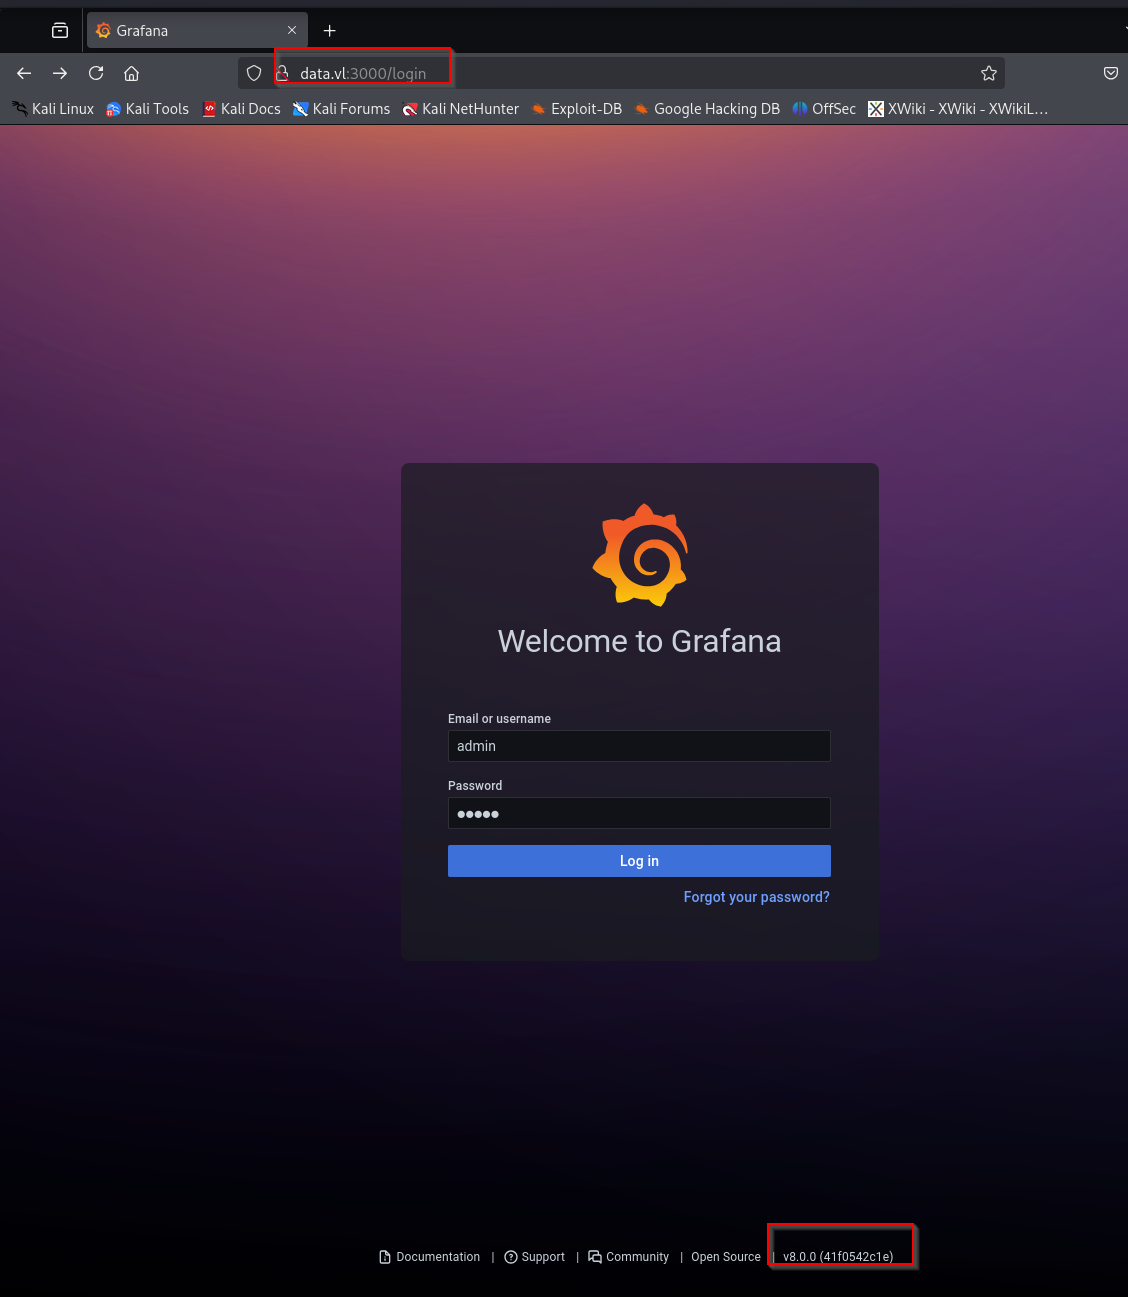 Grafana
data.vl:3000/login
Kali Linux Kali Tools Kali Docs Kali Forums Kali NetHunter Exploit-DB Google Hacking DB OffSec XWiki - XWiki - XWikiL...
Welcome to Grafana
Email or username
admin
Password
•••••
Log in
Forgot your password?
Documentation | Support | Community | Open Source | v8.0.0 (41f0542c1e)